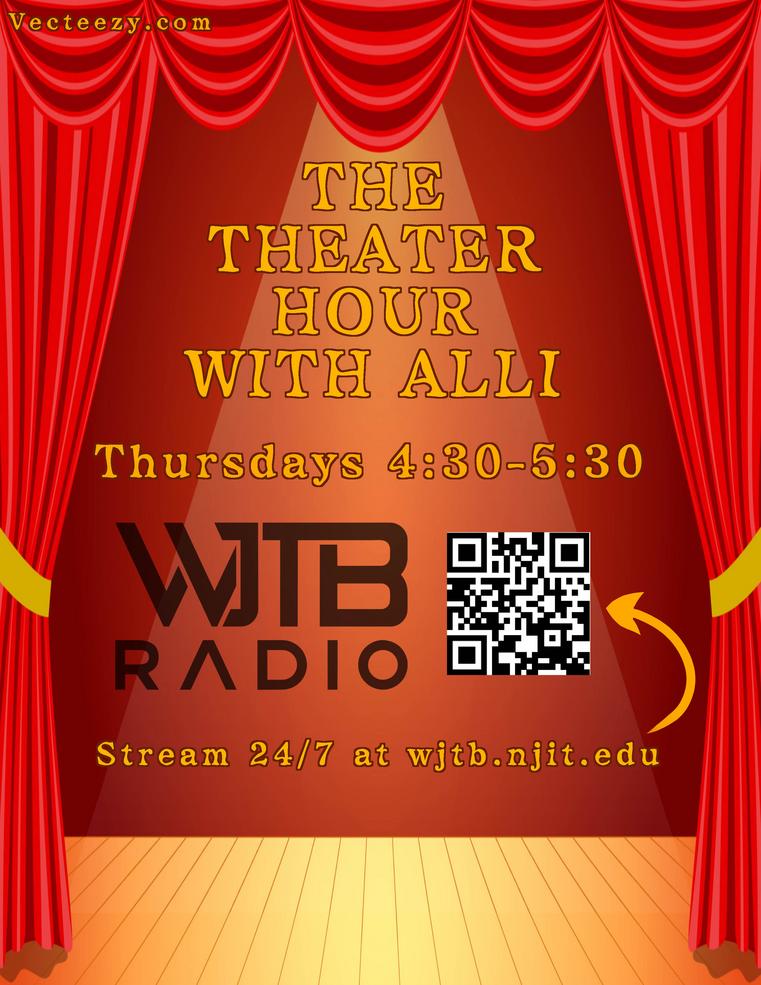 Vecteezy.com
THE
THEATER
HOUR
WITH ALLI
Thursdays 4:30-5:30
WJTB
RADIO
Stream 24/7 at wjtb.njit.edu